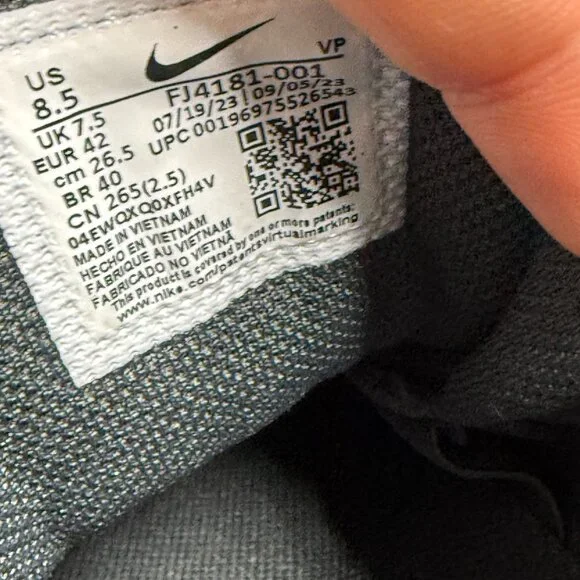 VP
US
8.5
FJ4181-001
UK 7.5
07/19/23 | 09/05/23
EUR 42
UPC 00196975526543
cm 26.5
BR 40
CN 265(2.5)
04EWQXQ0XFH4V
MADE IN VIETNAM
HECHO EN VIETNAM
FABRIQUE AU VIETNAM
FABRICADO NO VIETNÃ
This product is covered by one or more patents:
www.nike.com/patentsvirtualmarking